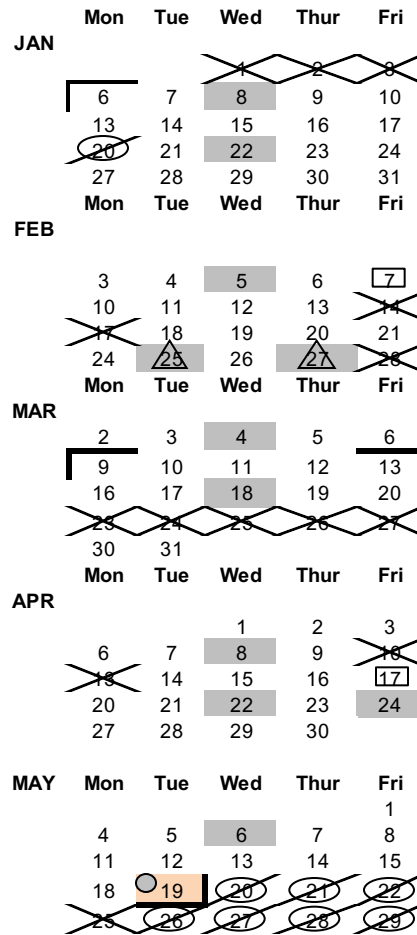 Mon Tue Wed Thur Fri
JAN
1 2 3
6 7 8 9 10
13 14 15 16 17
20 21 22 23 24
27 28 29 30 31
Mon Tue Wed Thur Fri
FEB
3 4 5 6 7
10 11 12 13 14
17 18 19 20 21
24 25 26 27 28
Mon Tue Wed Thur Fri
MAR
2 3 4 5 6
9 10 11 12 13
16 17 18 19 20
23 24 25 26 27
30 31
Mon Tue Wed Thur Fri
APR
1 2 3
6 7 8 9 10
13 14 15 16 17
20 21 22 23 24
27 28 29 30
MAY Mon Tue Wed Thur Fri
1
4 5 6 7 8
11 12 13 14 15
18 19 20 21 22
25 26 27 28 29